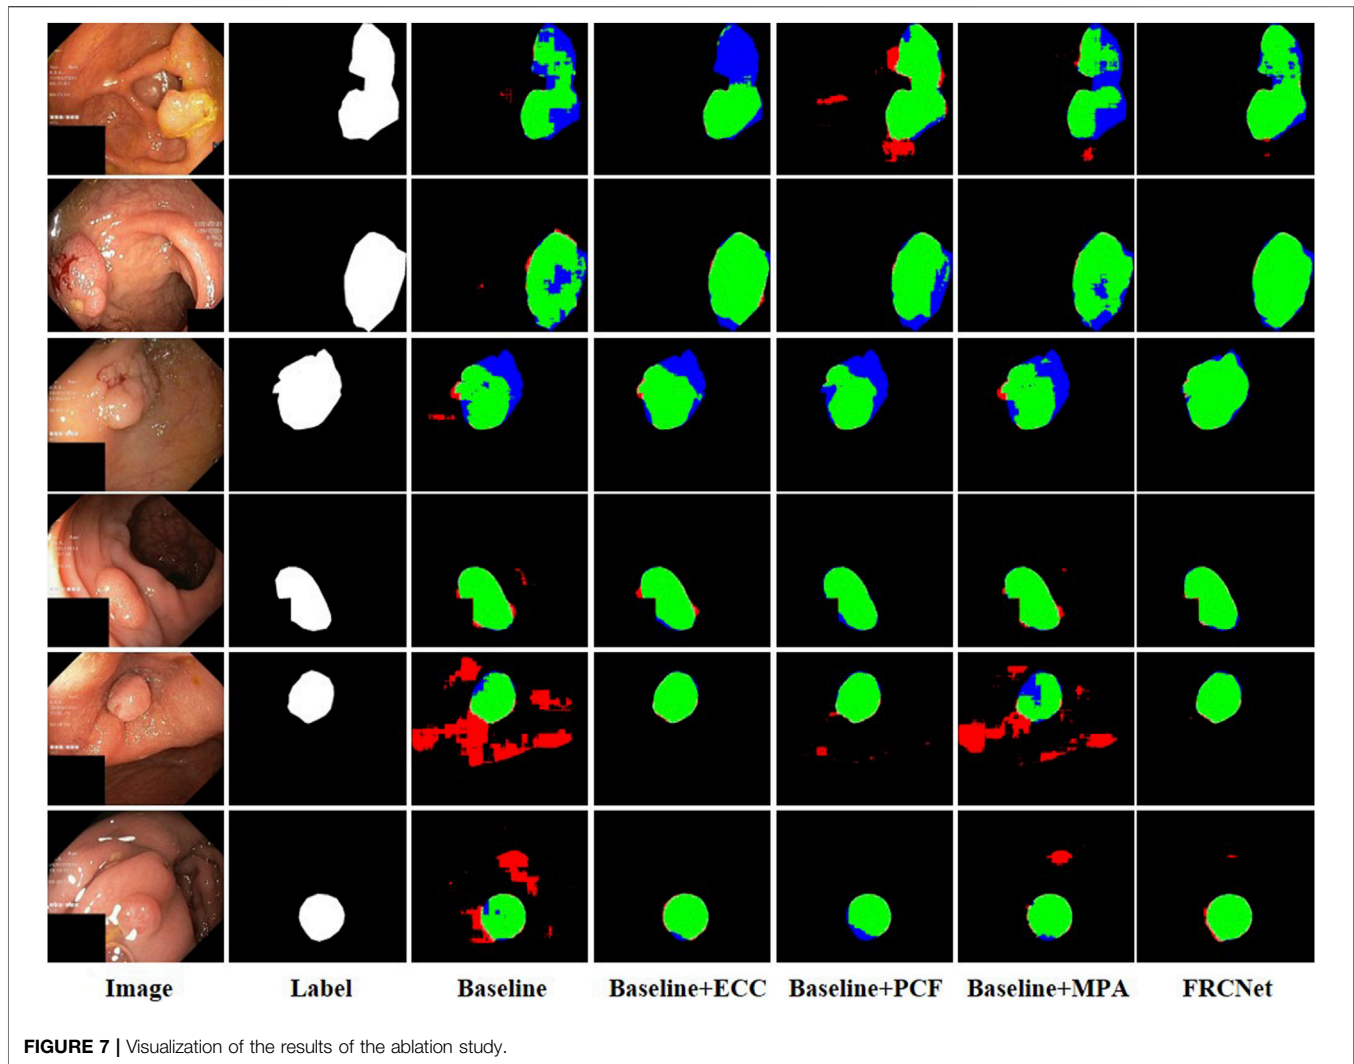 Image Label Baseline Baseline+ECC Baseline+PCF Baseline+MPA FRCNet
FIGURE 7 | Visualization of the results of the ablation study.